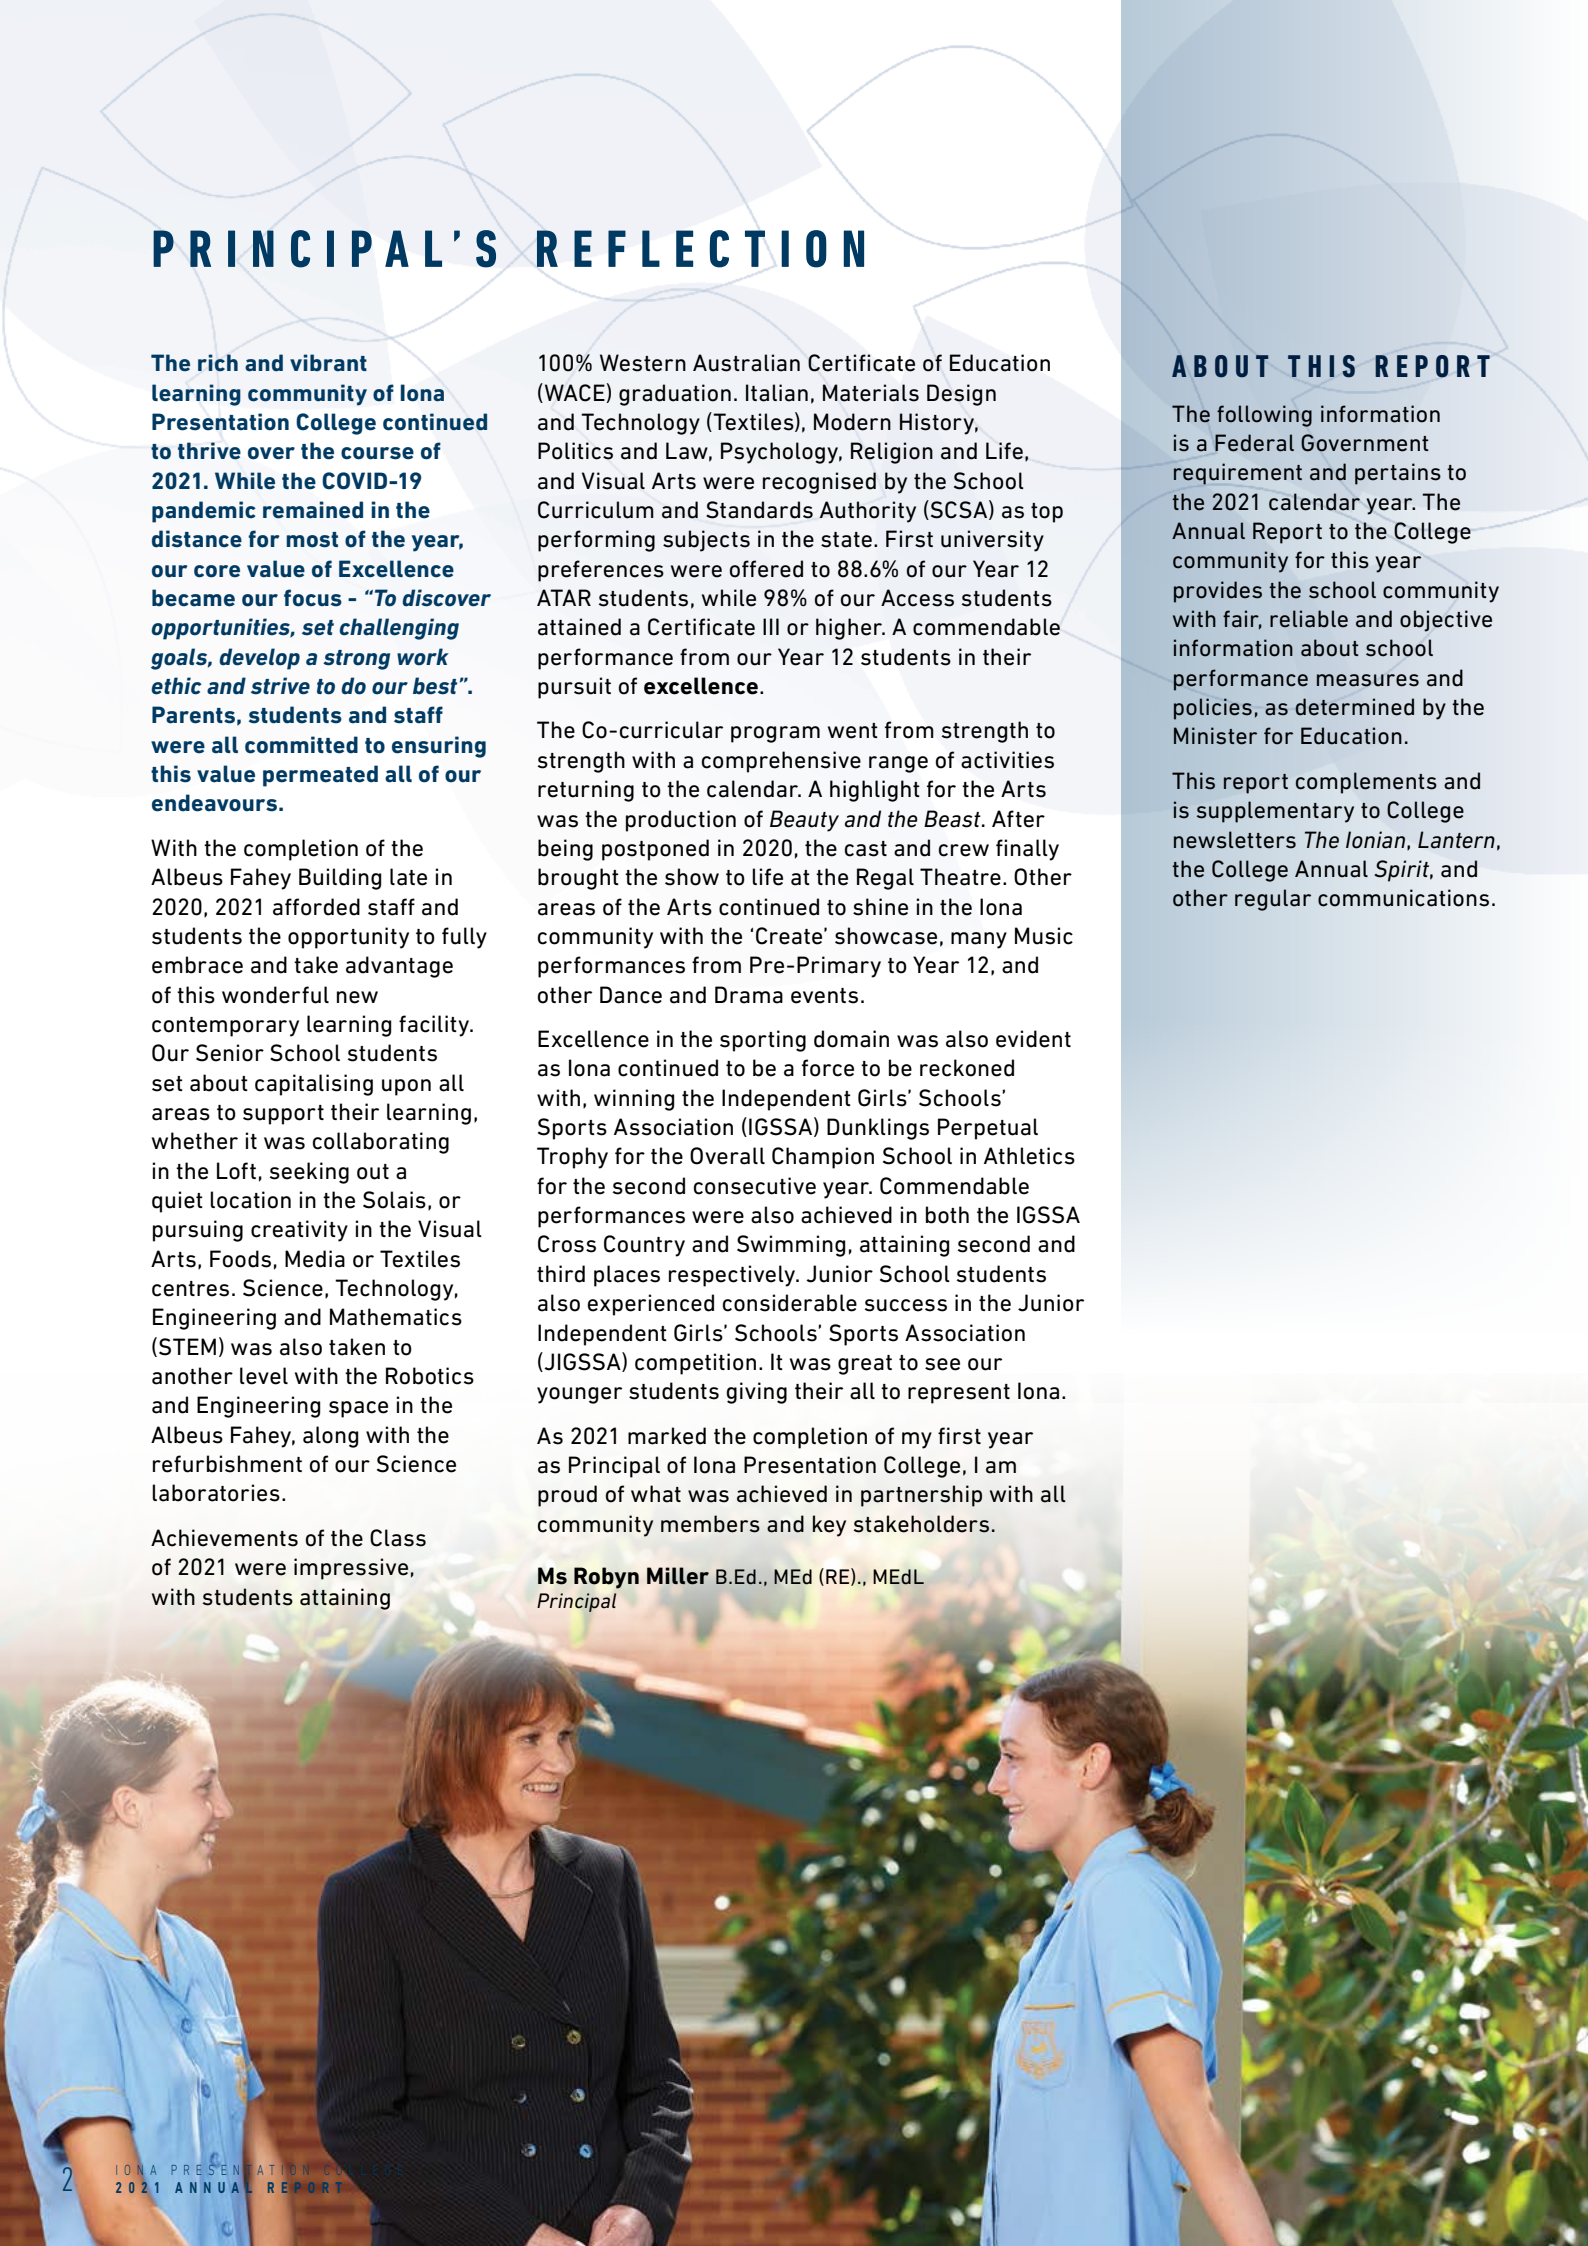 PRINCIPAL'S REFLECTION
The rich and vibrant
learning community of Iona
Presentation College continued
to thrive over the course of
2021. While the COVID-19
pandemic remained in the
distance for most of the year,
our core value of Excellence
became our focus - “To discover
opportunities, set challenging
goals, develop a strong work
ethic and strive to do our best”.
Parents, students and staff
were all committed to ensuring
this value permeated all of our
endeavours.
With the completion of the
Albeus Fahey Building late in
2020, 2021 afforded staff and
students the opportunity to fully
embrace and take advantage
of this wonderful new
contemporary learning facility.
Our Senior School students
set about capitalising upon all
areas to support their learning,
whether it was collaborating
in the Loft, seeking out a
quiet location in the Solais, or
pursuing creativity in the Visual
Arts, Foods, Media or Textiles
centres. Science, Technology,
Engineering and Mathematics
(STEM) was also taken to
another level with the Robotics
and Engineering space in the
Albeus Fahey, along with the
refurbishment of our Science
laboratories.
Achievements of the Class
of 2021 were impressive,
with students attaining
100% Western Australian Certificate of Education
(WACE) graduation. Italian, Materials Design
and Technology (Textiles), Modern History,
Politics and Law, Psychology, Religion and Life,
and Visual Arts were recognised by the School
Curriculum and Standards Authority (SCSA) as top
performing subjects in the state. First university
preferences were offered to 88.6% of our Year 12
ATAR students, while 98% of our Access students
attained a Certificate III or higher. A commendable
performance from our Year 12 students in their
pursuit of excellence.
The Co-curricular program went from strength to
strength with a comprehensive range of activities
returning to the calendar. A highlight for the Arts
was the production of Beauty and the Beast. After
being postponed in 2020, the cast and crew finally
brought the show to life at the Regal Theatre. Other
areas of the Arts continued to shine in the Iona
community with the ‘Create’ showcase, many Music
performances from Pre-Primary to Year 12, and
other Dance and Drama events.
Excellence in the sporting domain was also evident
as Iona continued to be a force to be reckoned
with, winning the Independent Girls’ Schools’
Sports Association (IGSSA) Dunklings Perpetual
Trophy for the Overall Champion School in Athletics
for the second consecutive year. Commendable
performances were also achieved in both the IGSSA
Cross Country and Swimming, attaining second and
third places respectively. Junior School students
also experienced considerable success in the Junior
Independent Girls’ Schools’ Sports Association
(JIGSSA) competition. It was great to see our
younger students giving their all to represent Iona.
As 2021 marked the completion of my first year
as Principal of Iona Presentation College, I am
proud of what was achieved in partnership with all
community members and key stakeholders.
Ms Robyn Miller B.Ed., MEd (RE)., MEdL
Principal
ABOUT THIS REPORT
The following information
is a Federal Government
requirement and pertains to
the 2021 calendar year. The
Annual Report to the College
community for this year
provides the school community
with fair, reliable and objective
information about school
performance measures and
policies, as determined by the
Minister for Education.
This report complements and
is supplementary to College
newsletters The Ionian, Lantern,
the College Annual Spirit, and
other regular communications.
2
IONA PRESENTATION COLLEGE
2021 ANNUAL REPORT